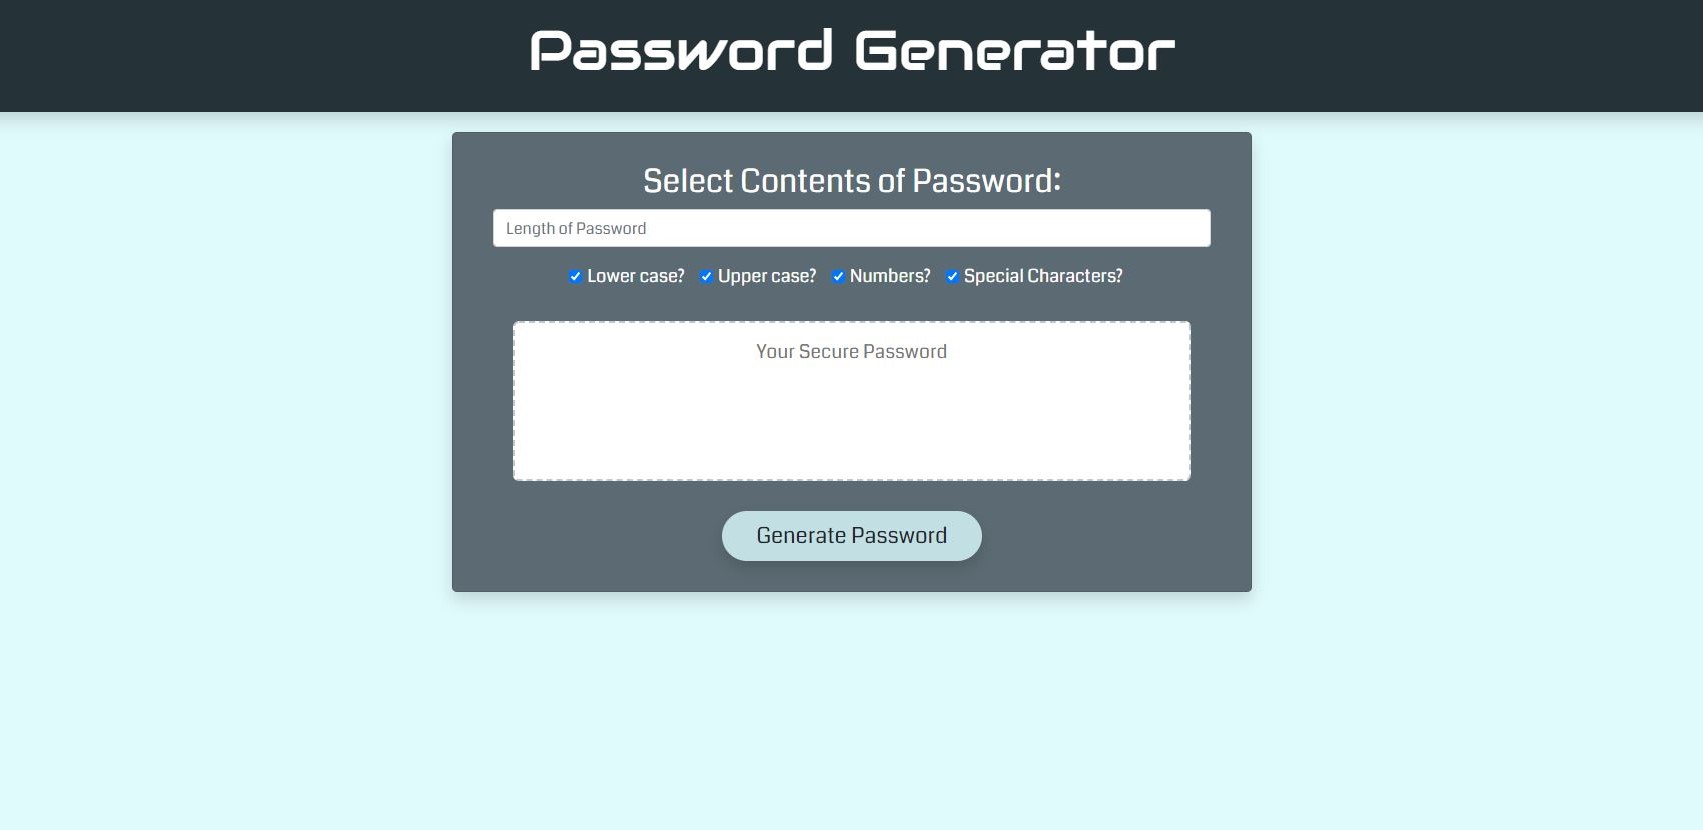 Password Generator
Select Contents of Password:
Length of Password
Lower case? Upper case? Numbers? Special Characters?
Your Secure Password
Generate Password